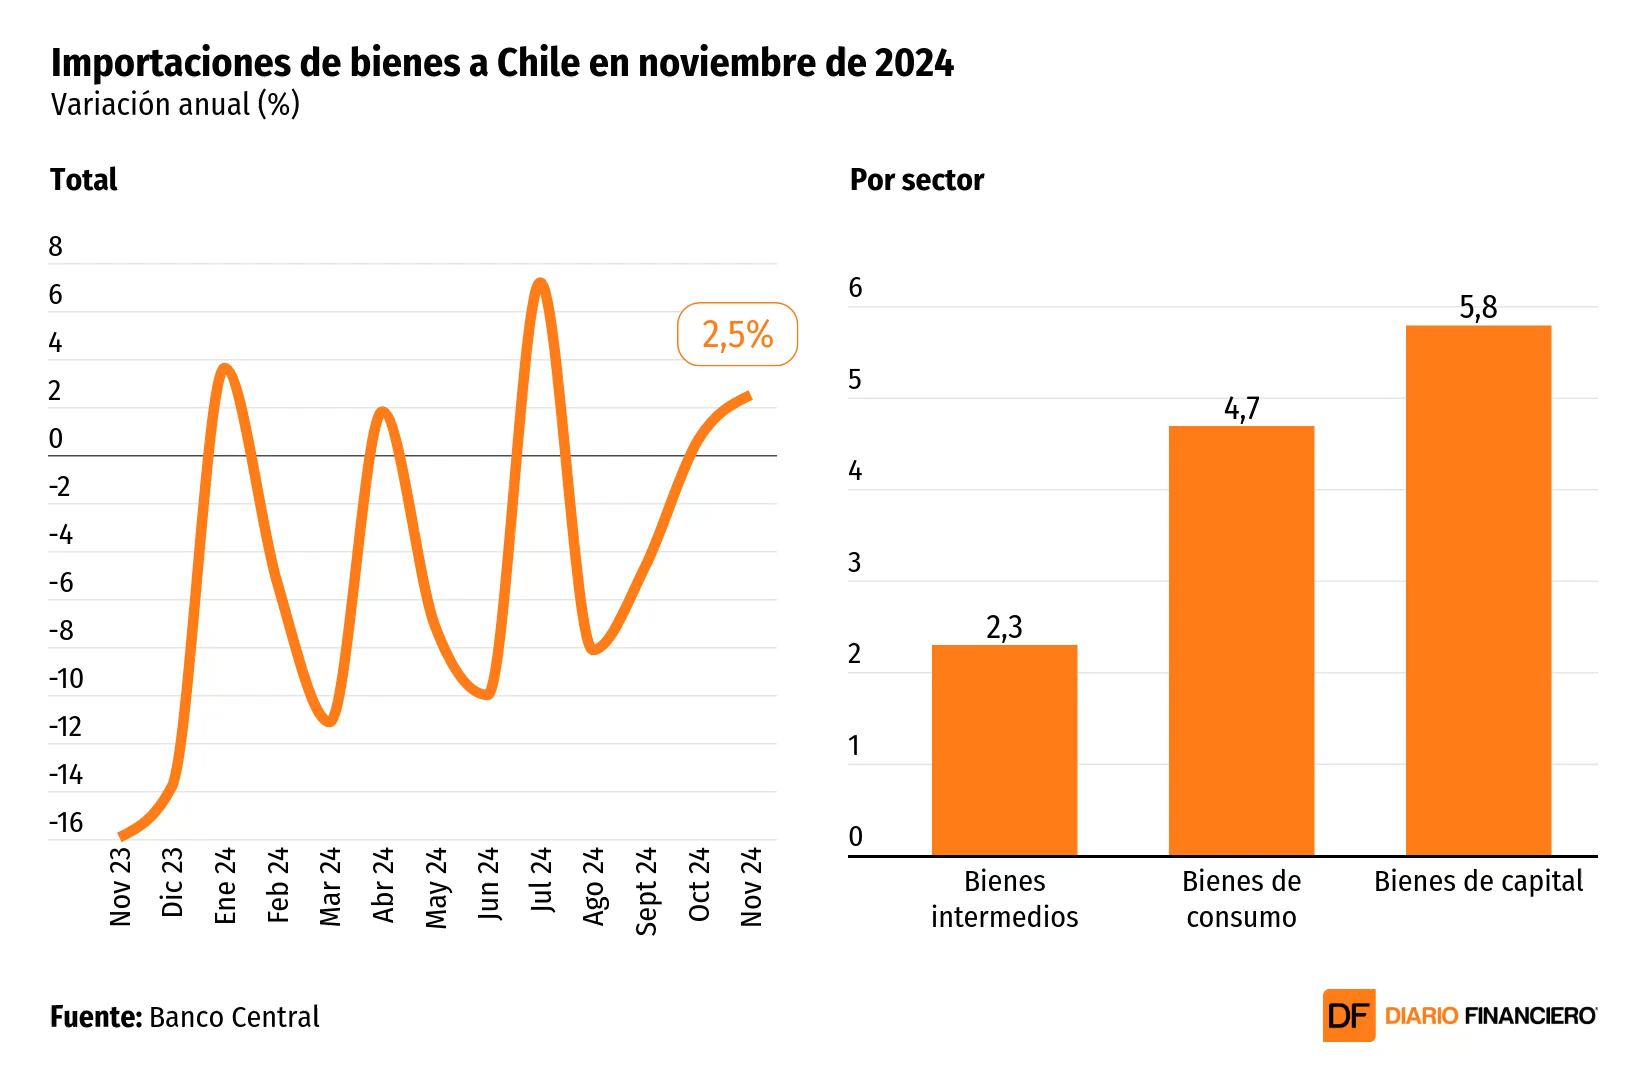 Importaciones de bienes a Chile en noviembre de 2024
Variación anual (%)
Total
8
6
4
2
0
-2
-4
-6
-8
-10
-12
-14
-16
2,5%
Nov 23
Dic 23
Ene 24
Feb 24
Mar 24
Abr 24
May 24
Jun 24
Jul 24
Ago 24
Sept 24
Oct 24
Nov 24
Por sector
6
5
4
3
2
1
0
2,3
4,7
5,8
Bienes
intermedios
Bienes de
consumo
Bienes de capital
Fuente: Banco Central
DF DIARIO FINANCIERO